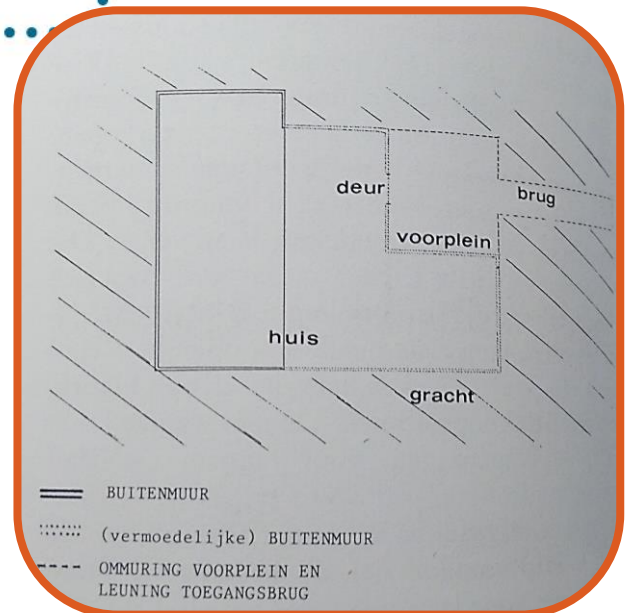 deur
brug
voorplein
huis
gracht
BUITENMUUR
(vermoedelijke) BUITENMUUR
OMMURING VOORPLEIN EN
LEUNING TOEGANGSBRUG